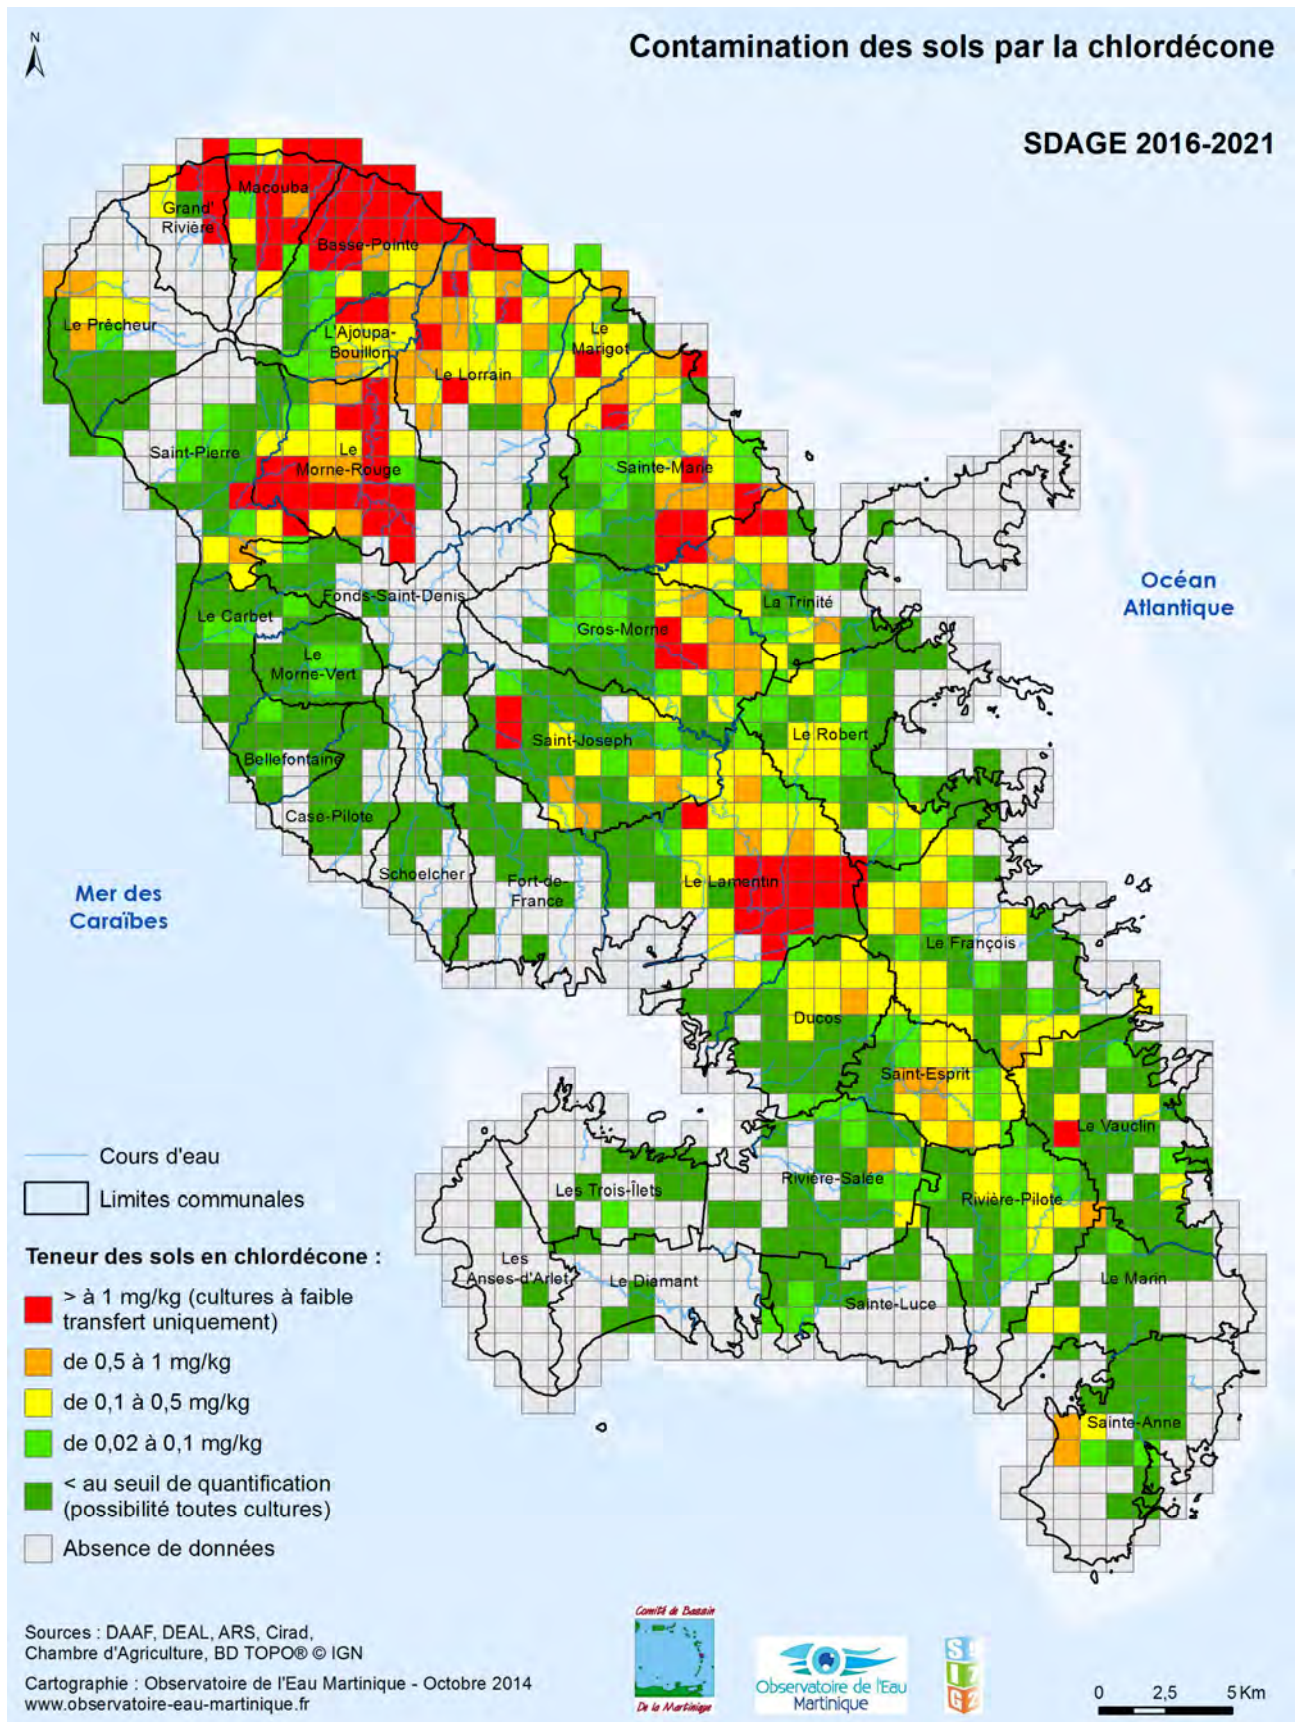 N
Contamination des sols par la chlordécone
SDAGE 2016-2021
Macouba
Grand'
Rivière
Basse-Pointe
Le Prêcheur
L'Ajoupa-
Bouillon
Le
Marigot
Le Lorrain
Saint-Pierre
Le
Morne-Rouge
Sainte-Marie
Océan
Atlantique
Fonds-Saint-Denis
La Trinité
Le Carbet
Gros-Morne
Le
Morne-Vert
Saint-Joseph
Le Robert
Bellefontaine
Case-Pilote
Schoelcher
Fort-de-
France
Le Lamentin
Mer des
Caraïbes
Le François
Ducos
Saint-Esprit
Le Vauclin
Les Trois-Îlets
Rivière-Salée
Rivière-Pilote
Les
Anses-d'Arlet
Le Diamant
Sainte-Luce
Le Marin
Sainte-Anne
Cours d'eau
Limites communales
Teneur des sols en chlordécone :
> à 1 mg/kg (cultures à faible
transfert uniquement)
de 0,5 à 1 mg/kg
de 0,1 à 0,5 mg/kg
de 0,02 à 0,1 mg/kg
< au seuil de quantification
(possibilité toutes cultures)
Absence de données
Sources : DAAF, DEAL, ARS, Cirad,
Chambre d'Agriculture, BD TOPO® © IGN
Cartographie : Observatoire de l'Eau Martinique - Octobre 2014
www.observatoire-eau-martinique.fr
Comité de Bassin
De la Martinique
Observatoire de l'Eau
Martinique
0 2,5 5 Km